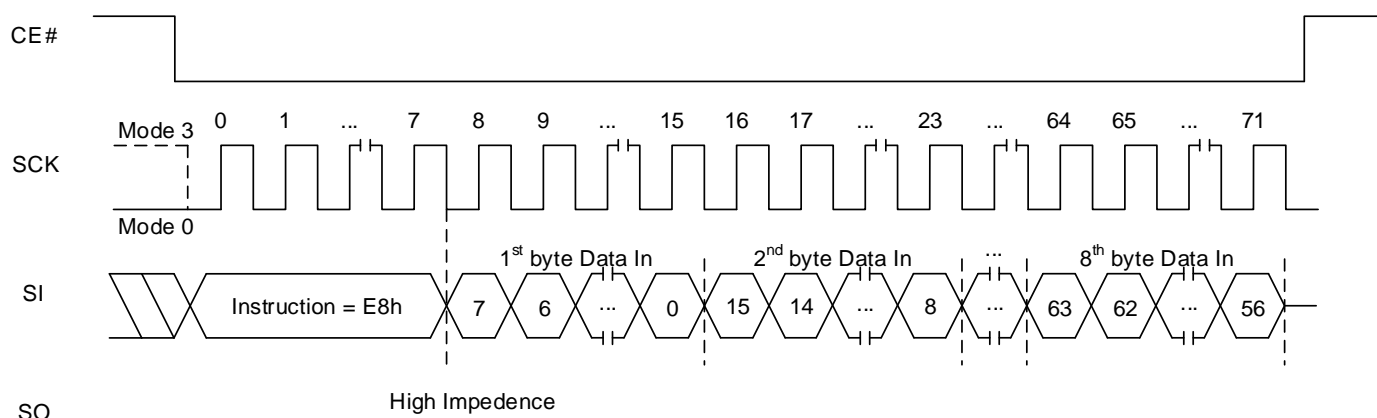 CE#
0 1 ... 7 8 9 ... 15 16 17 ... 23 ... 64 65 ... 71
Mode 3
SCK
Mode 0
1st byte Data In 2nd byte Data In ... 8th byte Data In
SI Instruction = E8h 7 6 ... 0 15 14 ... 8 ... 63 62 ... 56
High Impedence
SO